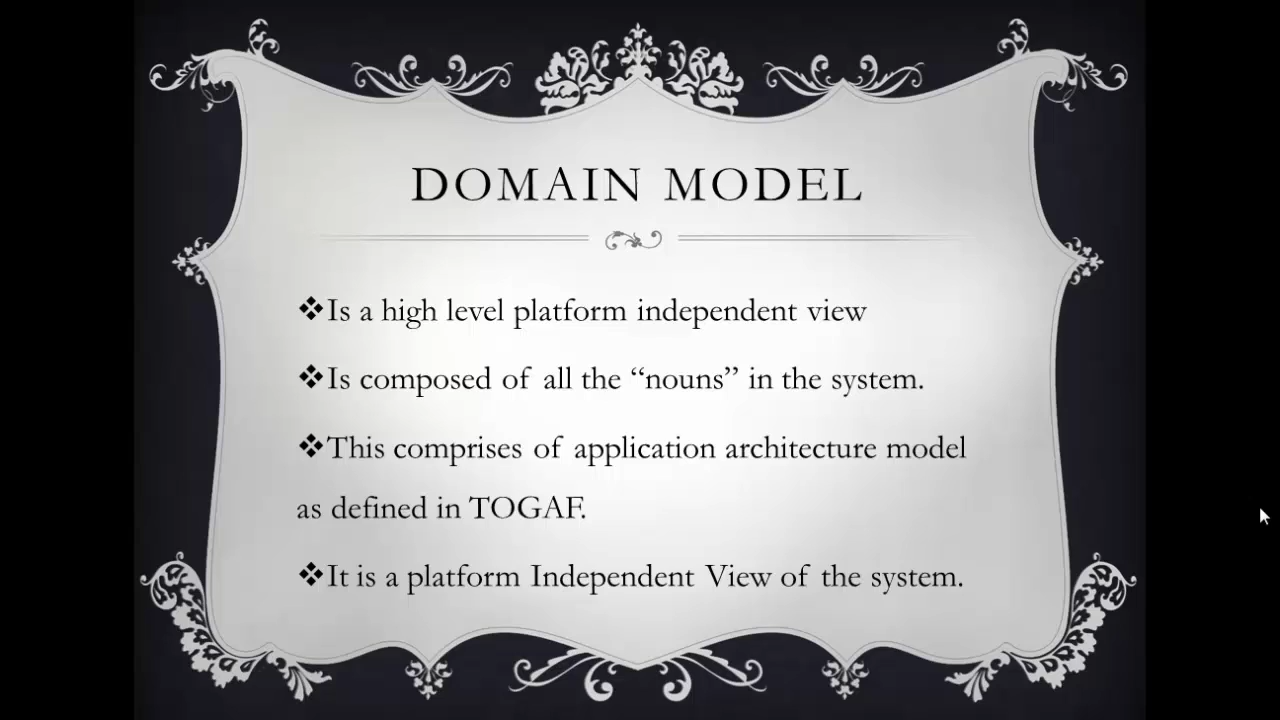 DOMAIN MODEL
❖Is a high level platform independent view
❖Is composed of all the “nouns” in the system.
❖This comprises of application architecture model
as defined in TOGAF.
❖It is a platform Independent View of the system.